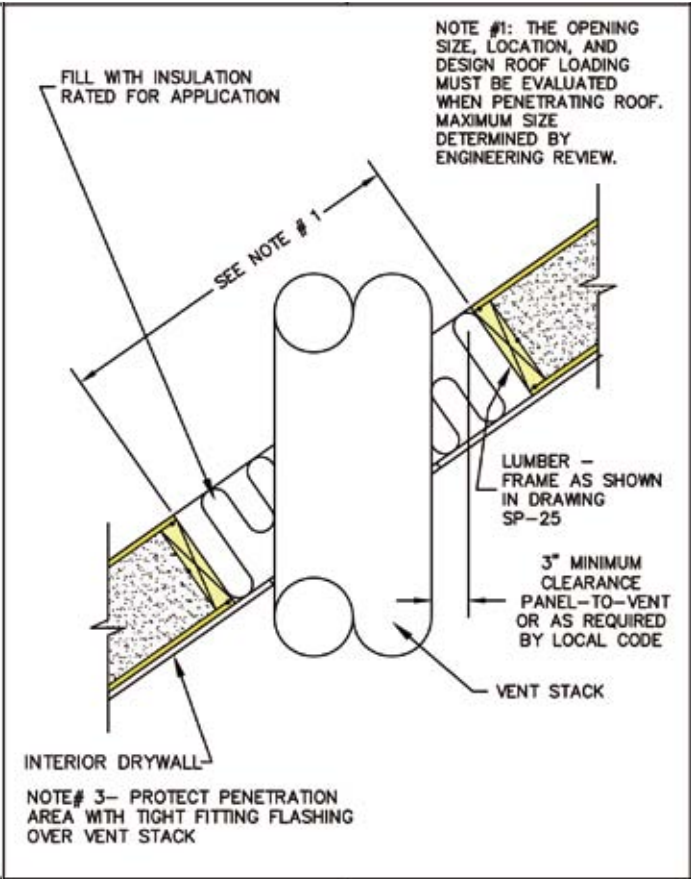 NOTE #1: THE OPENING
SIZE, LOCATION, AND
DESIGN ROOF LOADING
MUST BE EVALUATED
WHEN PENETRATING ROOF.
MAXIMUM SIZE
DETERMINED BY
ENGINEERING REVIEW.
FILL WITH INSULATION
RATED FOR APPLICATION
SEE NOTE # 1
LUMBER –
FRAME AS SHOWN
IN DRAWING
SP–25
3" MINIMUM
CLEARANCE
PANEL–TO–VENT
OR AS REQUIRED
BY LOCAL CODE
VENT STACK
INTERIOR DRYWALL
NOTE# 3– PROTECT PENETRATION
AREA WITH TIGHT FITTING FLASHING
OVER VENT STACK